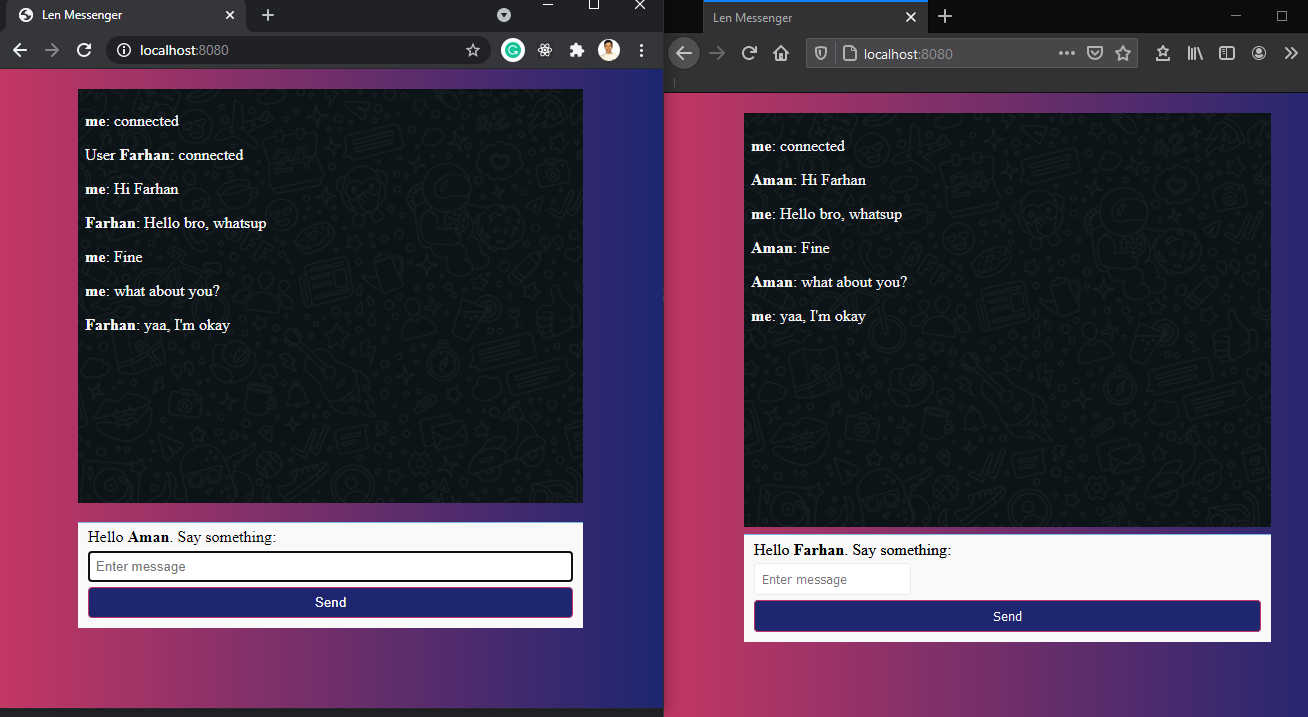 Len Messenger
localhost:8080
me: connected
User Farhan: connected
me: Hi Farhan
Farhan: Hello bro, whatsup
me: Fine
me: what about you?
Farhan: yaa, I'm okay
Hello Aman. Say something:
Enter message
Send
Len Messenger
localhost:8080
me: connected
Aman: Hi Farhan
me: Hello bro, whatsup
Aman: Fine
Aman: what about you?
me: yaa, I'm okay
Hello Farhan. Say something:
Enter message
Send